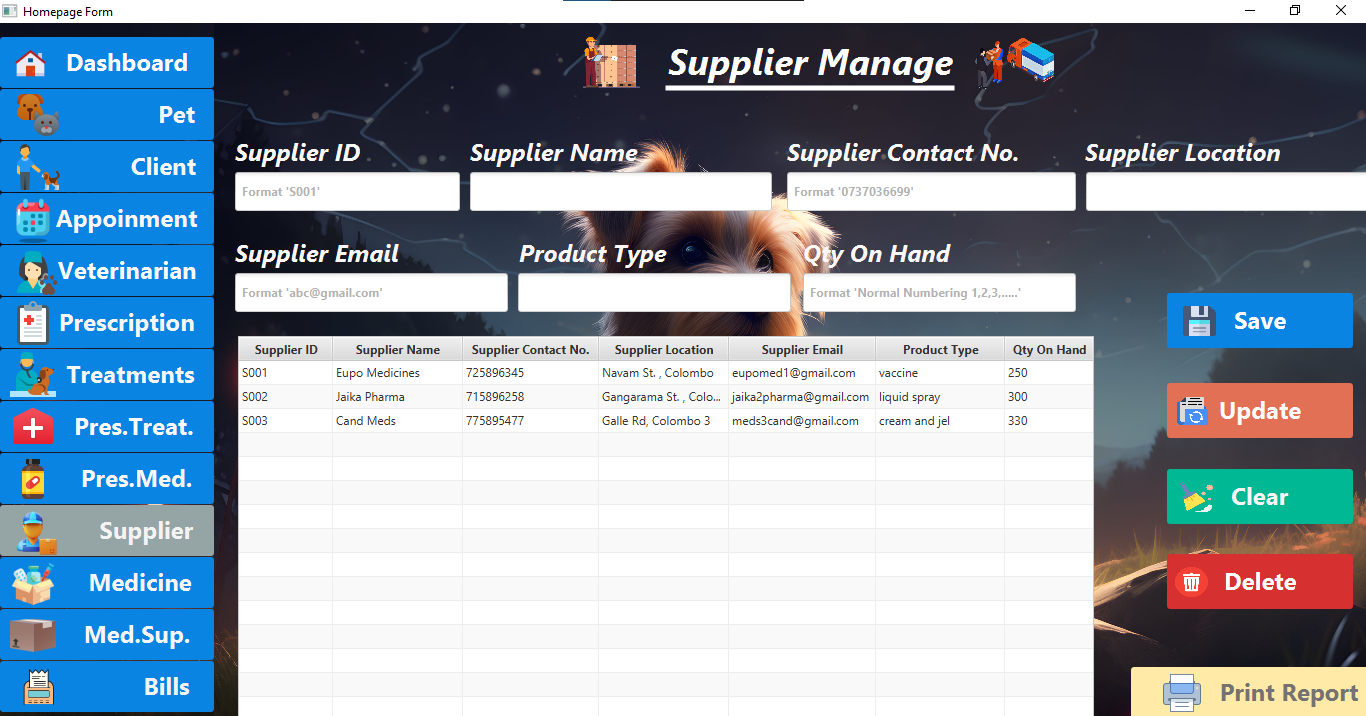 Homepage Form
Supplier Manage
Dashboard
Pet
Client
Appoinment
Veterinarian
Prescription
Treatments
Pres.Treat.
Pres.Med.
Supplier
Medicine
Med.Sup.
Bills
Supplier ID Supplier Name Supplier Contact No. Supplier Location
Format 'S001' Format '0737036699'
Supplier Email Product Type Qty On Hand
Format 'abc@gmail.com' Format 'Normal Numbering 1,2,3,.....'
Supplier ID Supplier Name Supplier Contact No. Supplier Location Supplier Email Product Type Qty On Hand
S001 Eupo Medicines 725896345 Navam St. , Colombo eupomed1@gmail.com vaccine 250
S002 Jaika Pharma 715896258 Gangarama St. , Colo... jaika2pharma@gmail.com liquid spray 300
S003 Cand Meds 775895477 Galle Rd, Colombo 3 meds3cand@gmail.com cream and jel 330
Save
Update
Clear
Delete
Print Report